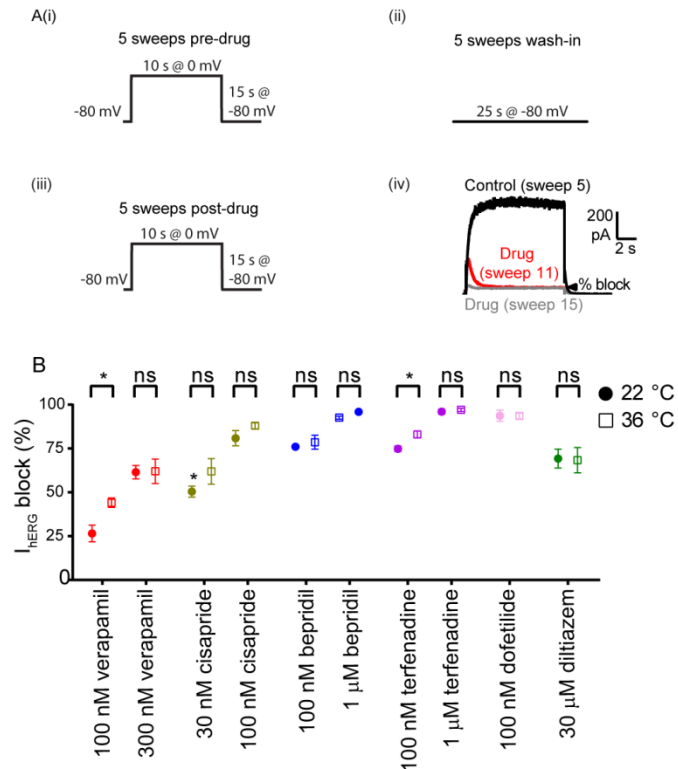 A(i)
5 sweeps pre-drug
10 s @ 0 mV
-80 mV
15 s @
-80 mV
(ii)
5 sweeps wash-in
25 s @ -80 mV
(iii)
5 sweeps post-drug
10 s @ 0 mV
-80 mV
15 s @
-80 mV
(iv)
Control (sweep 5)
200
pA
2 s
Drug
(sweep 11)
% block
Drug (sweep 15)
B
* ns ns ns ns ns * ns ns ns
22 °C
36 °C
100
75
50
25
0
*
IhERG block (%)
100 nM verapamil
300 nM verapamil
30 nM cisapride
100 nM cisapride
100 nM bepridil
1 µM bepridil
100 nM terfenadine
1 µM terfenadine
100 nM dofetilide
30 µM diltiazem